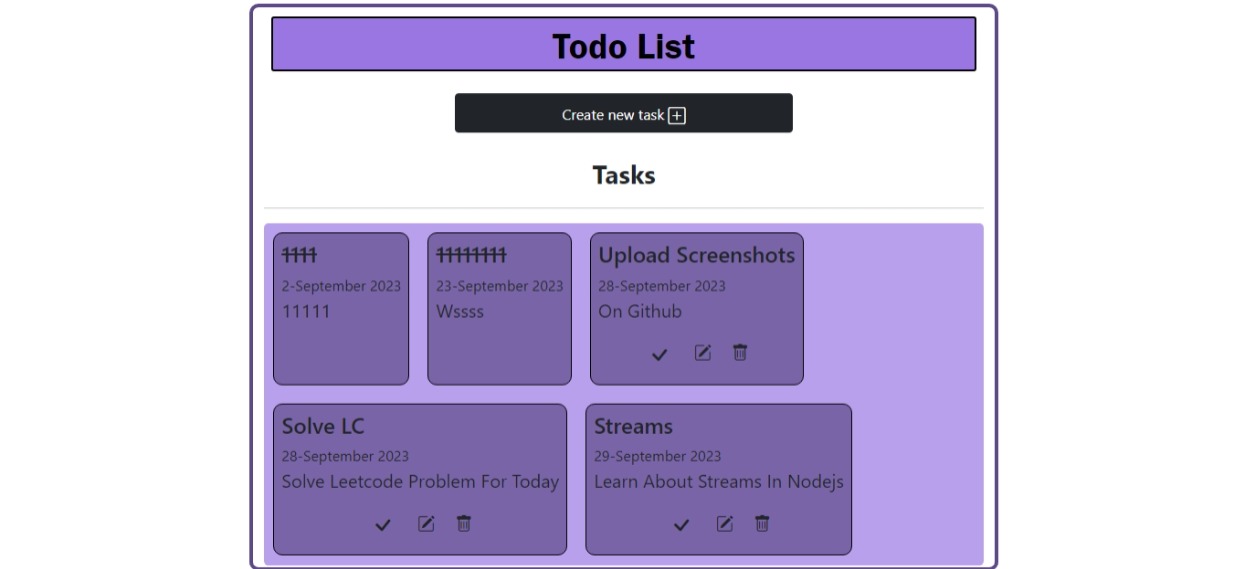 Todo List
Create new task
Tasks
1111
2-September 2023
11111
11111111
23-September 2023
Wssss
Upload Screenshots
28-September 2023
On Github
Solve LC
28-September 2023
Solve Leetcode Problem For Today
Streams
29-September 2023
Learn About Streams In Nodejs